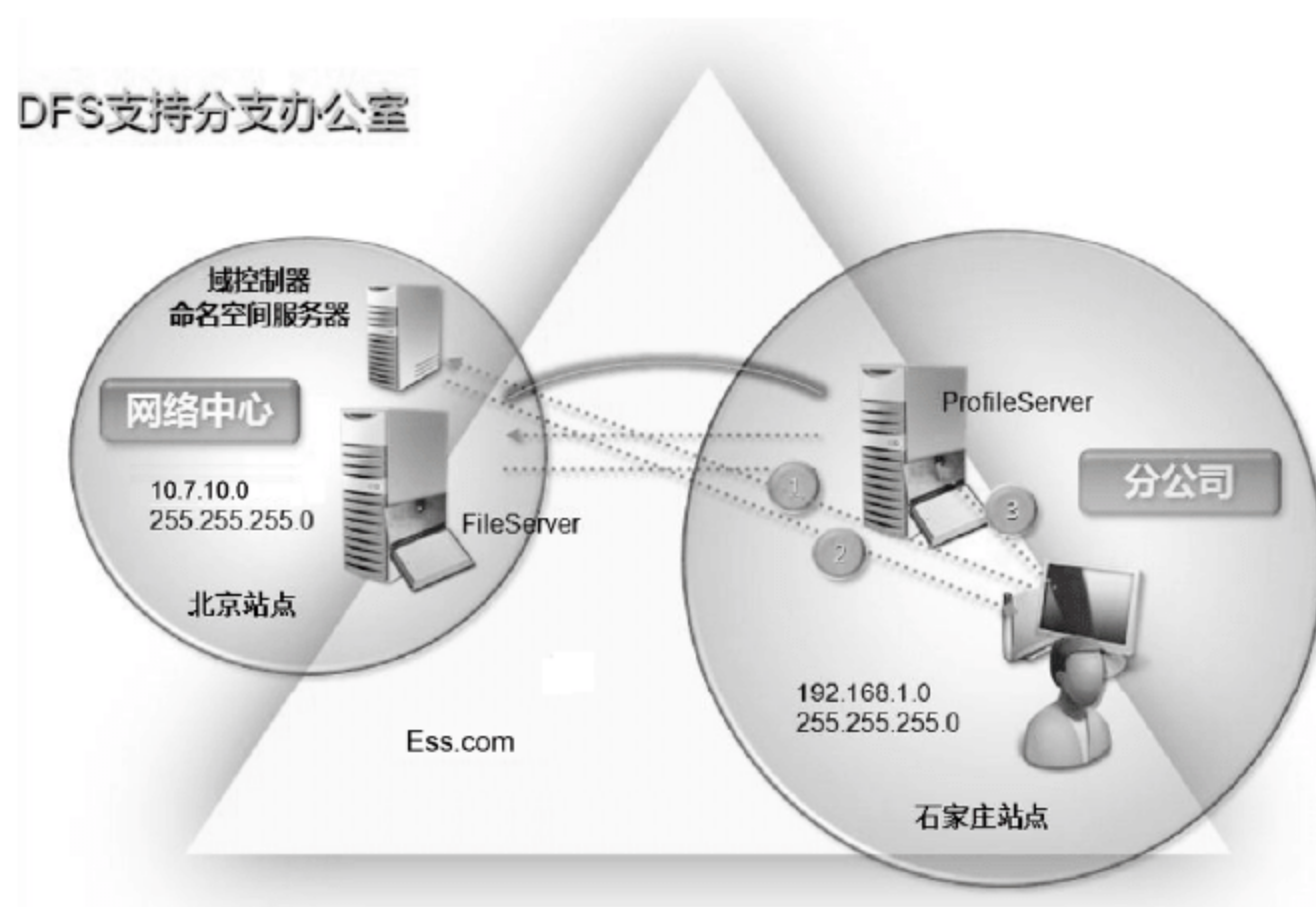 DFS支持分支办公室
域控制器
命名空间服务器
网络中心
10.7.10.0
255.255.255.0
FileServer
北京站点
ProfileServer
分公司
1
2
3
192.168.1.0
255.255.255.0
石家庄站点
Ess.com